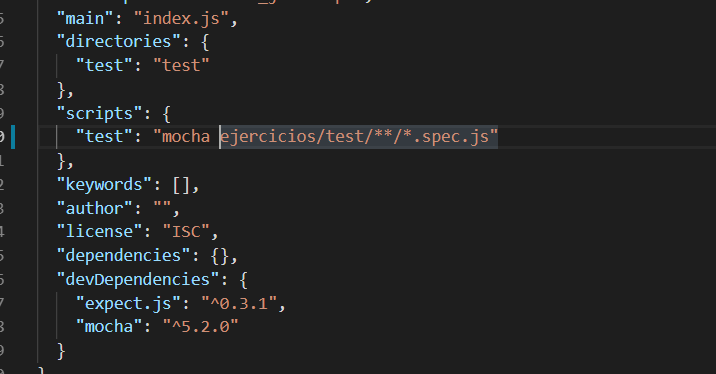 "main": "index.js",
"directories": {
"test": "test"
},
"scripts": {
"test": "mocha ejercicios/test/**/*.spec.js"
},
"keywords": [],
"author": "",
"license": "ISC",
"dependencies": {},
"devDependencies": {
"expect.js": "^0.3.1",
"mocha": "^5.2.0"
}